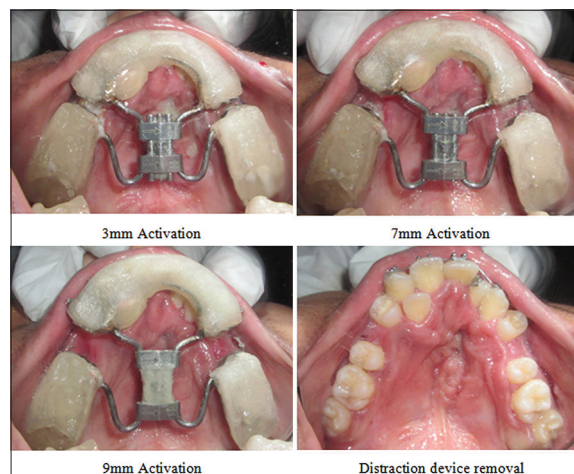 3mm Activation
7mm Activation
9mm Activation
Distraction device removal